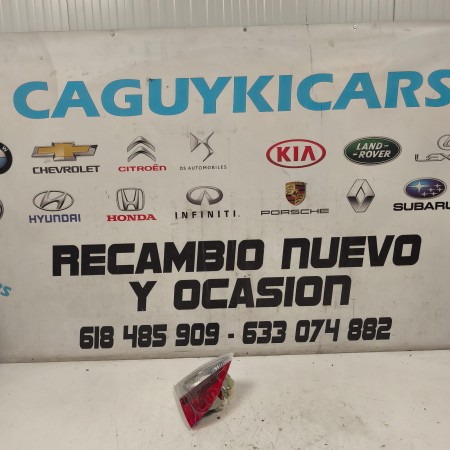 CAGUYKICARS
CHEVROLET CITROËN DS AUTOMOBILES KIA LAND-ROVER LEX
HYUNDAI HONDA INFINITI PORSCHE SUBARU
RECAMBIO NUEVO
Y OCASION
618 485 909 - 633 074 882